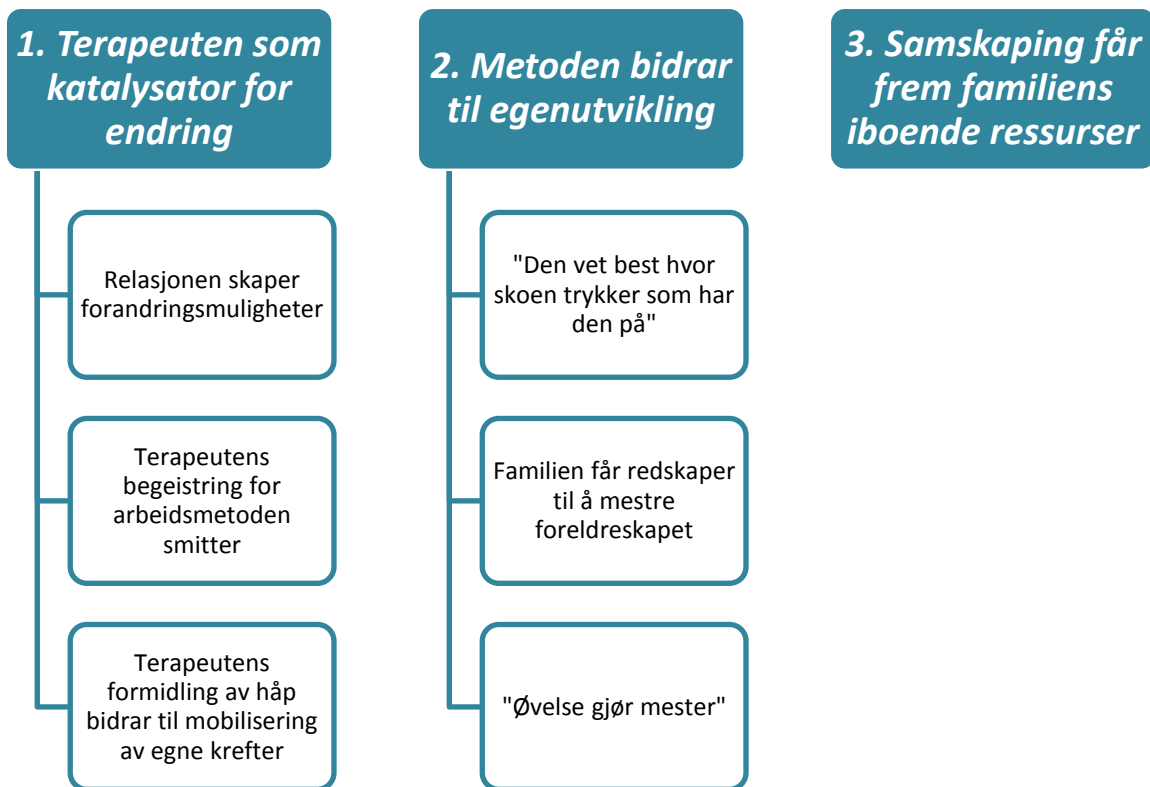 1. Terapeuten som
katalysator for
endring
Relasjonen skaper
forandringsmuligheter
Terapeutens
begeistring for
arbeidsmetoden
smitter
Terapeutens
formidling av håp
bidrar til mobilisering
av egne krefter
2. Metoden bidrar
til egenutvikling
"Den vet best hvor
skoen trykker som har
den på"
Familien får redskaper
til å mestre
foreldreskapet
"Øvelse gjør mester"
3. Samskaping får
frem familiens
iboende ressurser